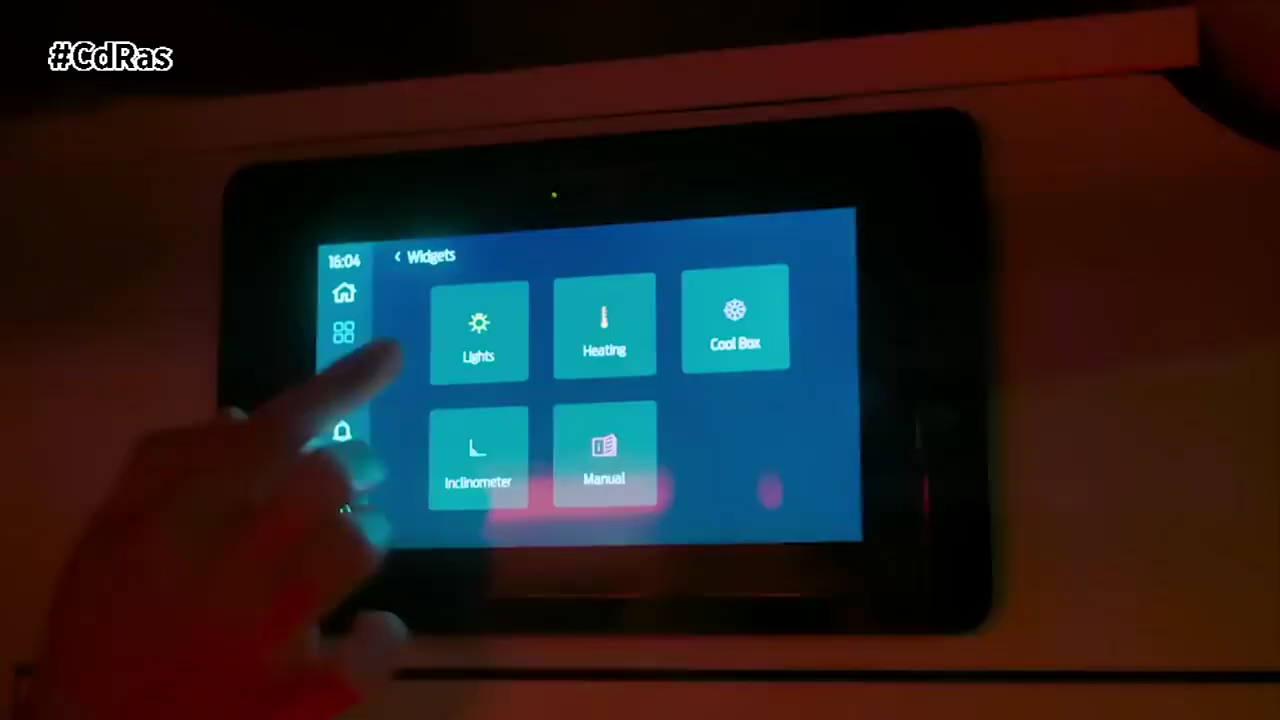 #CdRas
16:04
< Widgets
Lights
Heating
Cool Box
Inclinometer
Manual